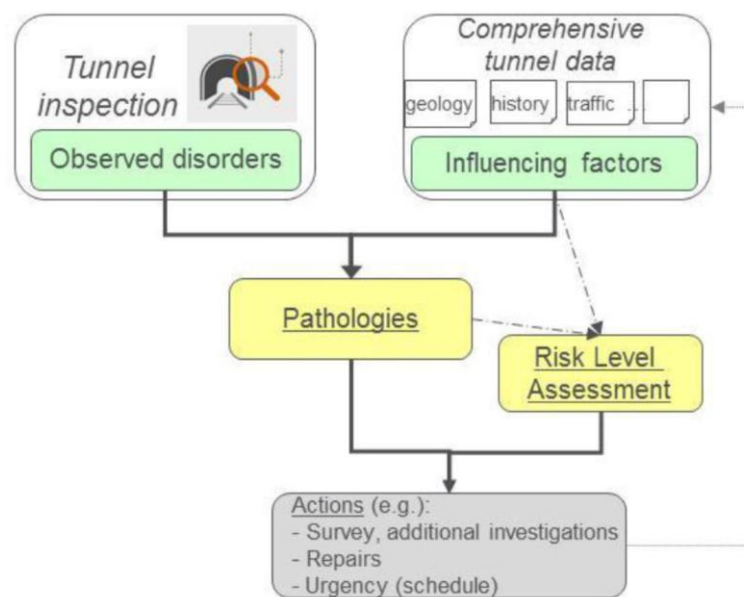 Tunnel
inspection
Observed disorders
Comprehensive
tunnel data
geology
history
traffic
...
Influencing factors
Pathologies
Risk Level
Assessment
Actions (e.g.):
- Survey, additional investigations
- Repairs
- Urgency (schedule)